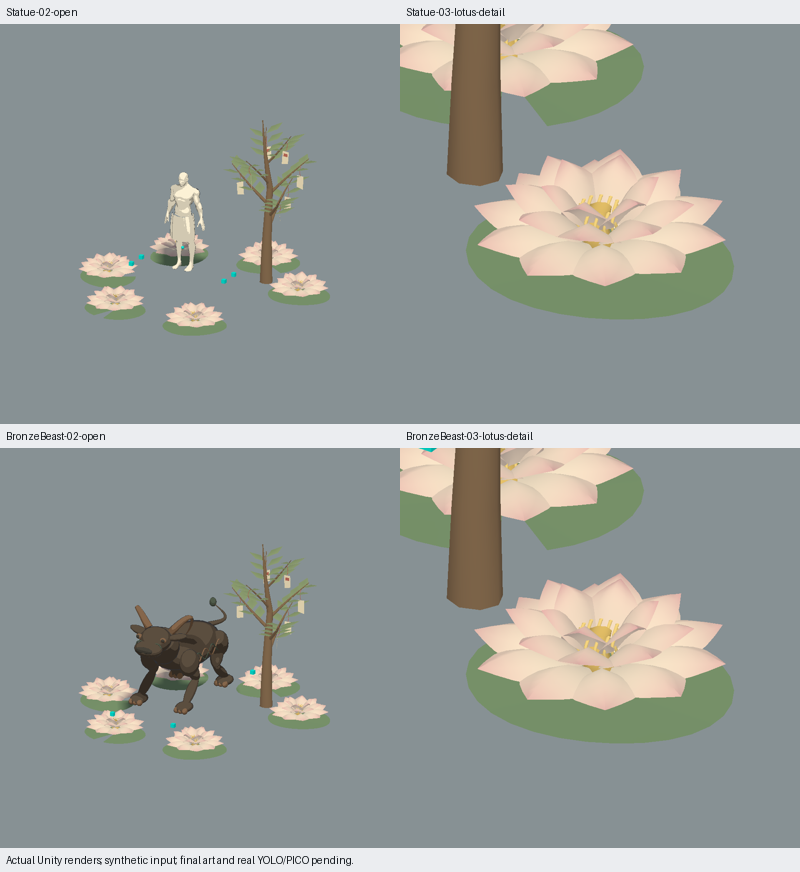 Statue-02-open
Statue-03-lotus-detail
BronzeBeast-02-open
BronzeBeast-03-lotus-detail
Actual Unity renders; synthetic input; final art and real YOLO/PICO pending.